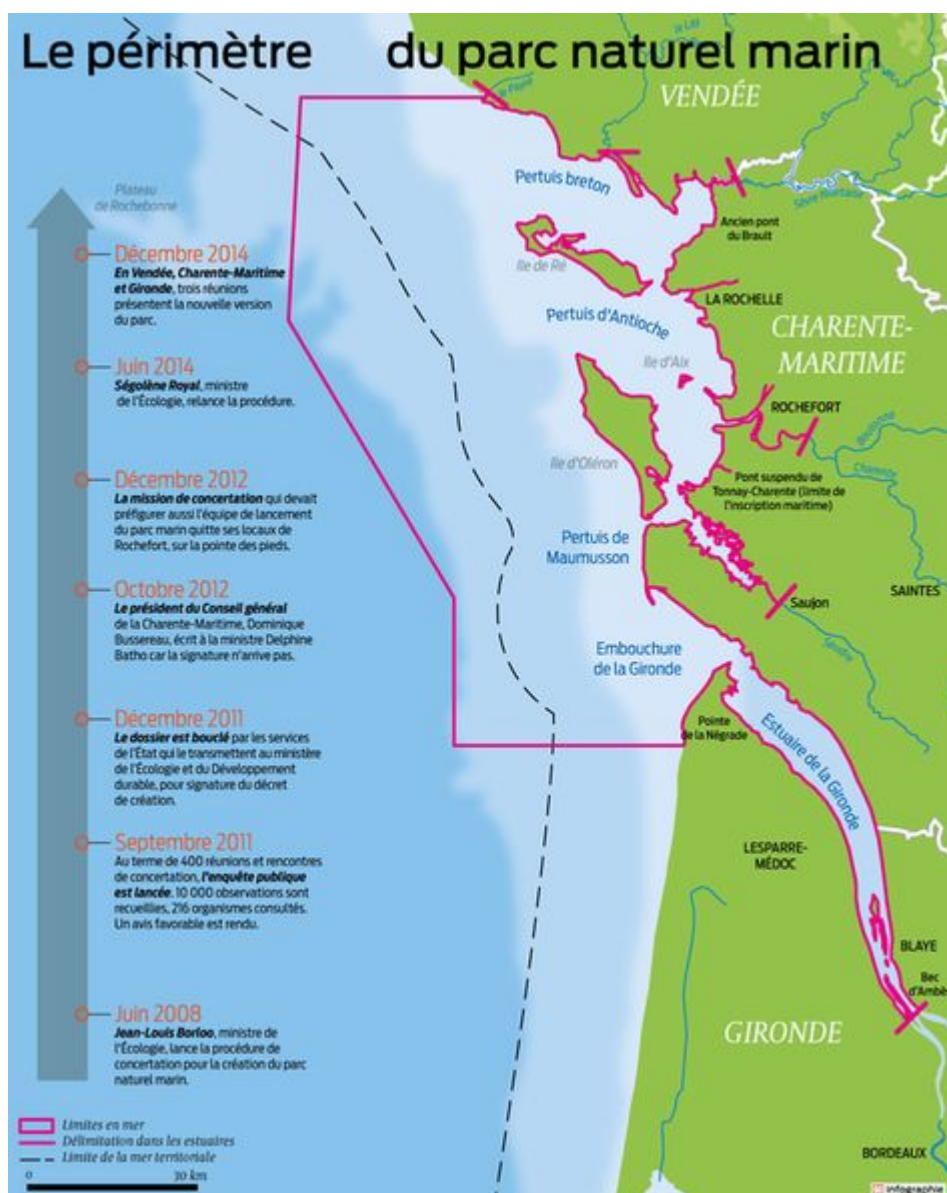 Le périmètre du parc naturel marin
Plateau
de Rochebonne
Décembre 2014
En Vendée, Charente-Maritime
et Gironde, trois réunions
présentent la nouvelle version
du parc.
Juin 2014
Ségolène Royal, ministre
de l'Écologie, relance la procédure.
Décembre 2012
La mission de concertation qui devait
préfigurer aussi l'équipe de lancement
du parc marin quitte ses locaux de
Rochefort, sur la pointe des pieds.
Octobre 2012
Le président du Conseil général
de la Charente-Maritime, Dominique
Bussereau, écrit à la ministre Delphine
Batho car la signature n'arrive pas.
Décembre 2011
Le dossier est bouclé par les services
de l'État qui le transmettent au ministère
de l'Écologie et du Développement
durable, pour signature du décret
de création.
Septembre 2011
Au terme de 400 réunions et rencontres
de concertation, l'enquête publique
est lancée. 10 000 observations sont
recueillies, 216 organismes consultés.
Un avis favorable est rendu.
Juin 2008
Jean-Louis Borloo, ministre de
l'Écologie, lance la procédure de
concertation pour la création du parc
naturel marin.
Limites en mer
Délimitation dans les estuaires
Limite de la mer territoriale
0 30 km
le Lay
le Payré
VENDÉE
Pertuis breton
Sèvre Niortaise
Ancien pont
du Brault
Ile de Ré
LA ROCHELLE
Pertuis d'Antioche
CHARENTE-
MARITIME
Ile d'Aix
ROCHEFORT
Boutonne
Charente
Ile d'Oléron
Pont suspendu de
Tonnay-Charente (limite de
l'inscription maritime)
Pertuis de
Maumusson
Saujon
SAINTES
Seudre
Embouchure
de la Gironde
Pointe
de la Négrade
Estuaire de la Gironde
LESPARRE-
MÉDOC
BLAYE
Bec
d'Ambès
GIRONDE
BORDEAUX
infographie